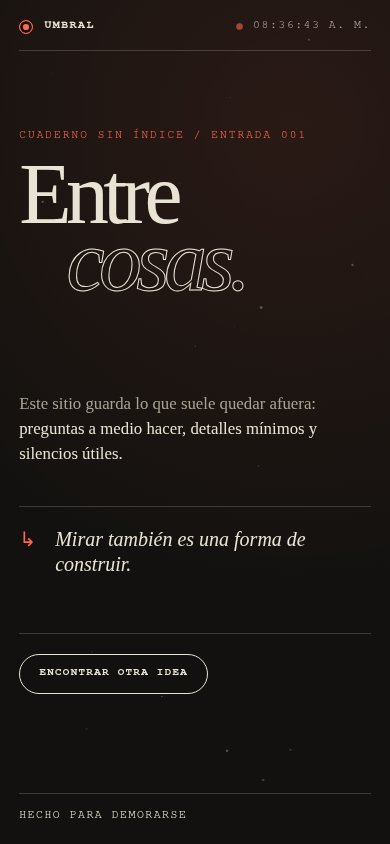 UMBRAL
08:36:43 A. M.
CUADERNO SIN ÍNDICE / ENTRADA 001
Entre
cosas.
Este sitio guarda lo que suele quedar afuera:
preguntas a medio hacer, detalles mínimos y
silencios útiles.
↳ Mirar también es una forma de
construir.
ENCONTRAR OTRA IDEA
HECHO PARA DEMORARSE